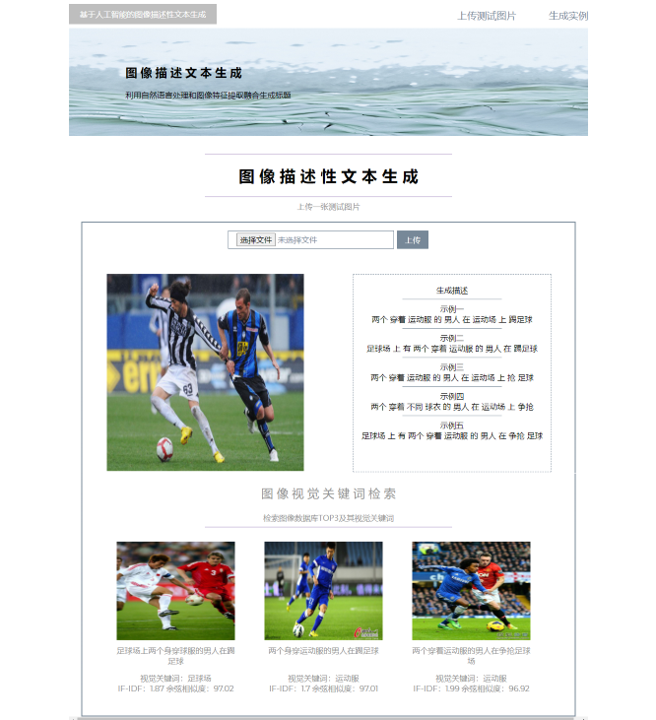 基于人工智能的图像描述性文本生成
上传测试图片
生成实例
图像描述文本生成
利用自然语言处理和图像特征提取融合生成标题
图像描述性文本生成
上传一张测试图片
选择文件 未选择文件
上传
生成描述
示例一
两个 穿着 运动服 的 男人 在 运动场 上 踢足球
示例二
足球场 上 有 两个 穿着 运动服 的 男人 在 踢足球
示例三
两个 穿着 运动服 的 男人 在 运动场 上 抢 足球
示例四
两个 穿着 不同 球衣 的 男人 在 运动场 上 争抢
示例五
足球场 上 有 两个 穿着 运动服 的 男人 在 争抢 足球
63
图像视觉关键词检索
检索图像数据库TOP3及其视觉关键词
足球场上两个身穿球服的男人在踢
足球
视觉关键词：足球场
IF-IDF：1.87 余弦相似度：97.02
两个身穿运动服的男人在踢足球
视觉关键词：运动服
IF-IDF：1.7 余弦相似度：97.01
两个穿着运动服的男人在争抢足球
场
视觉关键词：运动服
IF-IDF：1.99 余弦相似度：96.92